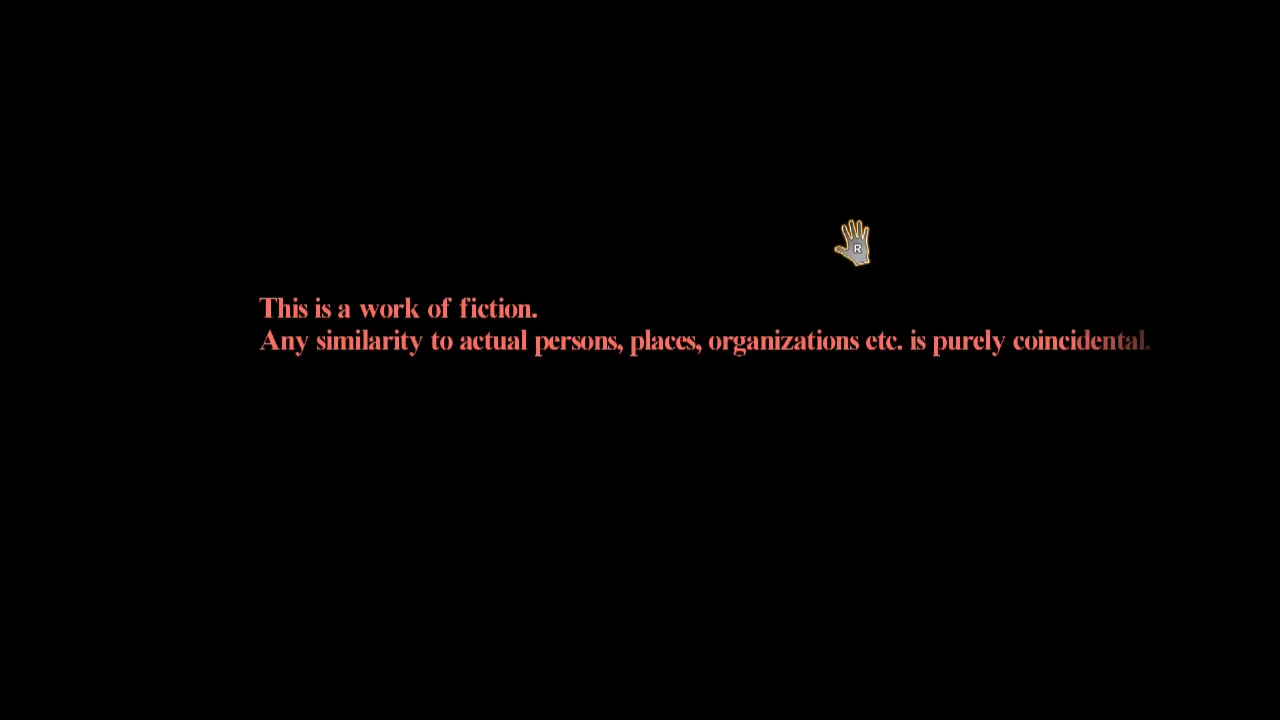 R
This is a work of fiction.
Any similarity to actual persons, places, organizations etc. is purely coincidental.